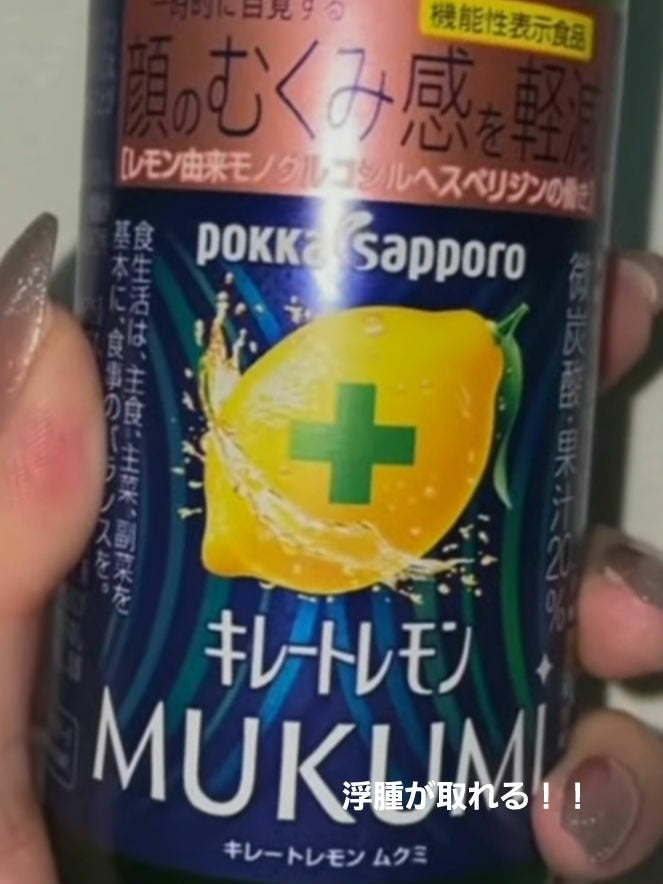 一時的に自覚する
機能性表示食品
顔のむくみ感を軽減
[レモン由来モノグルコシルヘスペリジンの働き]
pokka sapporo
食生活は、主食、主菜、副菜を
基本に、食事のバランスを。
微炭酸・果汁20%
キレートレモン
MUKUMI
浮腫が取れる！！
キレートレモン ムクミ